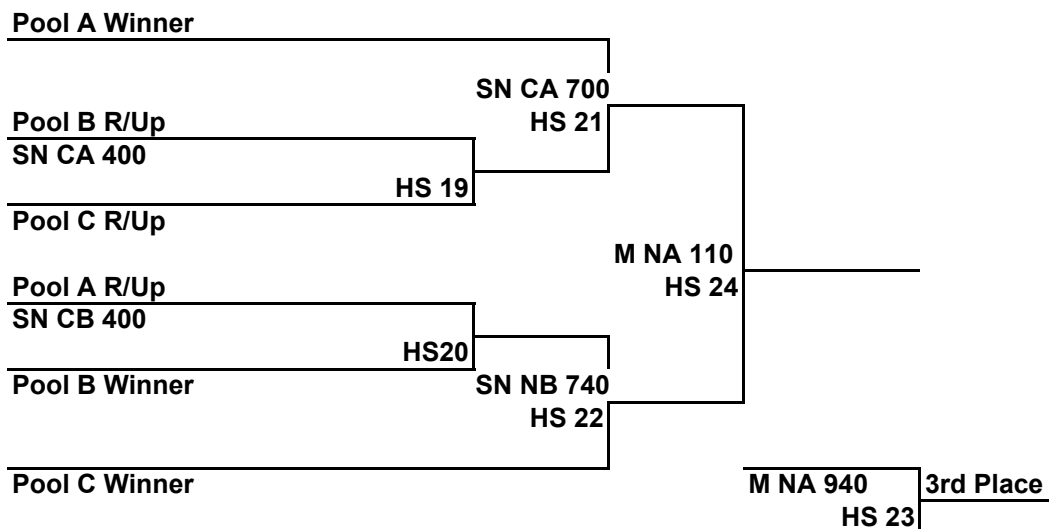 Pool A Winner
SN CA 700
HS 21
Pool B R/Up
SN CA 400
HS 19
Pool C R/Up
M NA 110
HS 24
Pool A R/Up
SN CB 400
HS20
Pool B Winner
SN NB 740
HS 22
Pool C Winner
M NA 940
3rd Place
HS 23